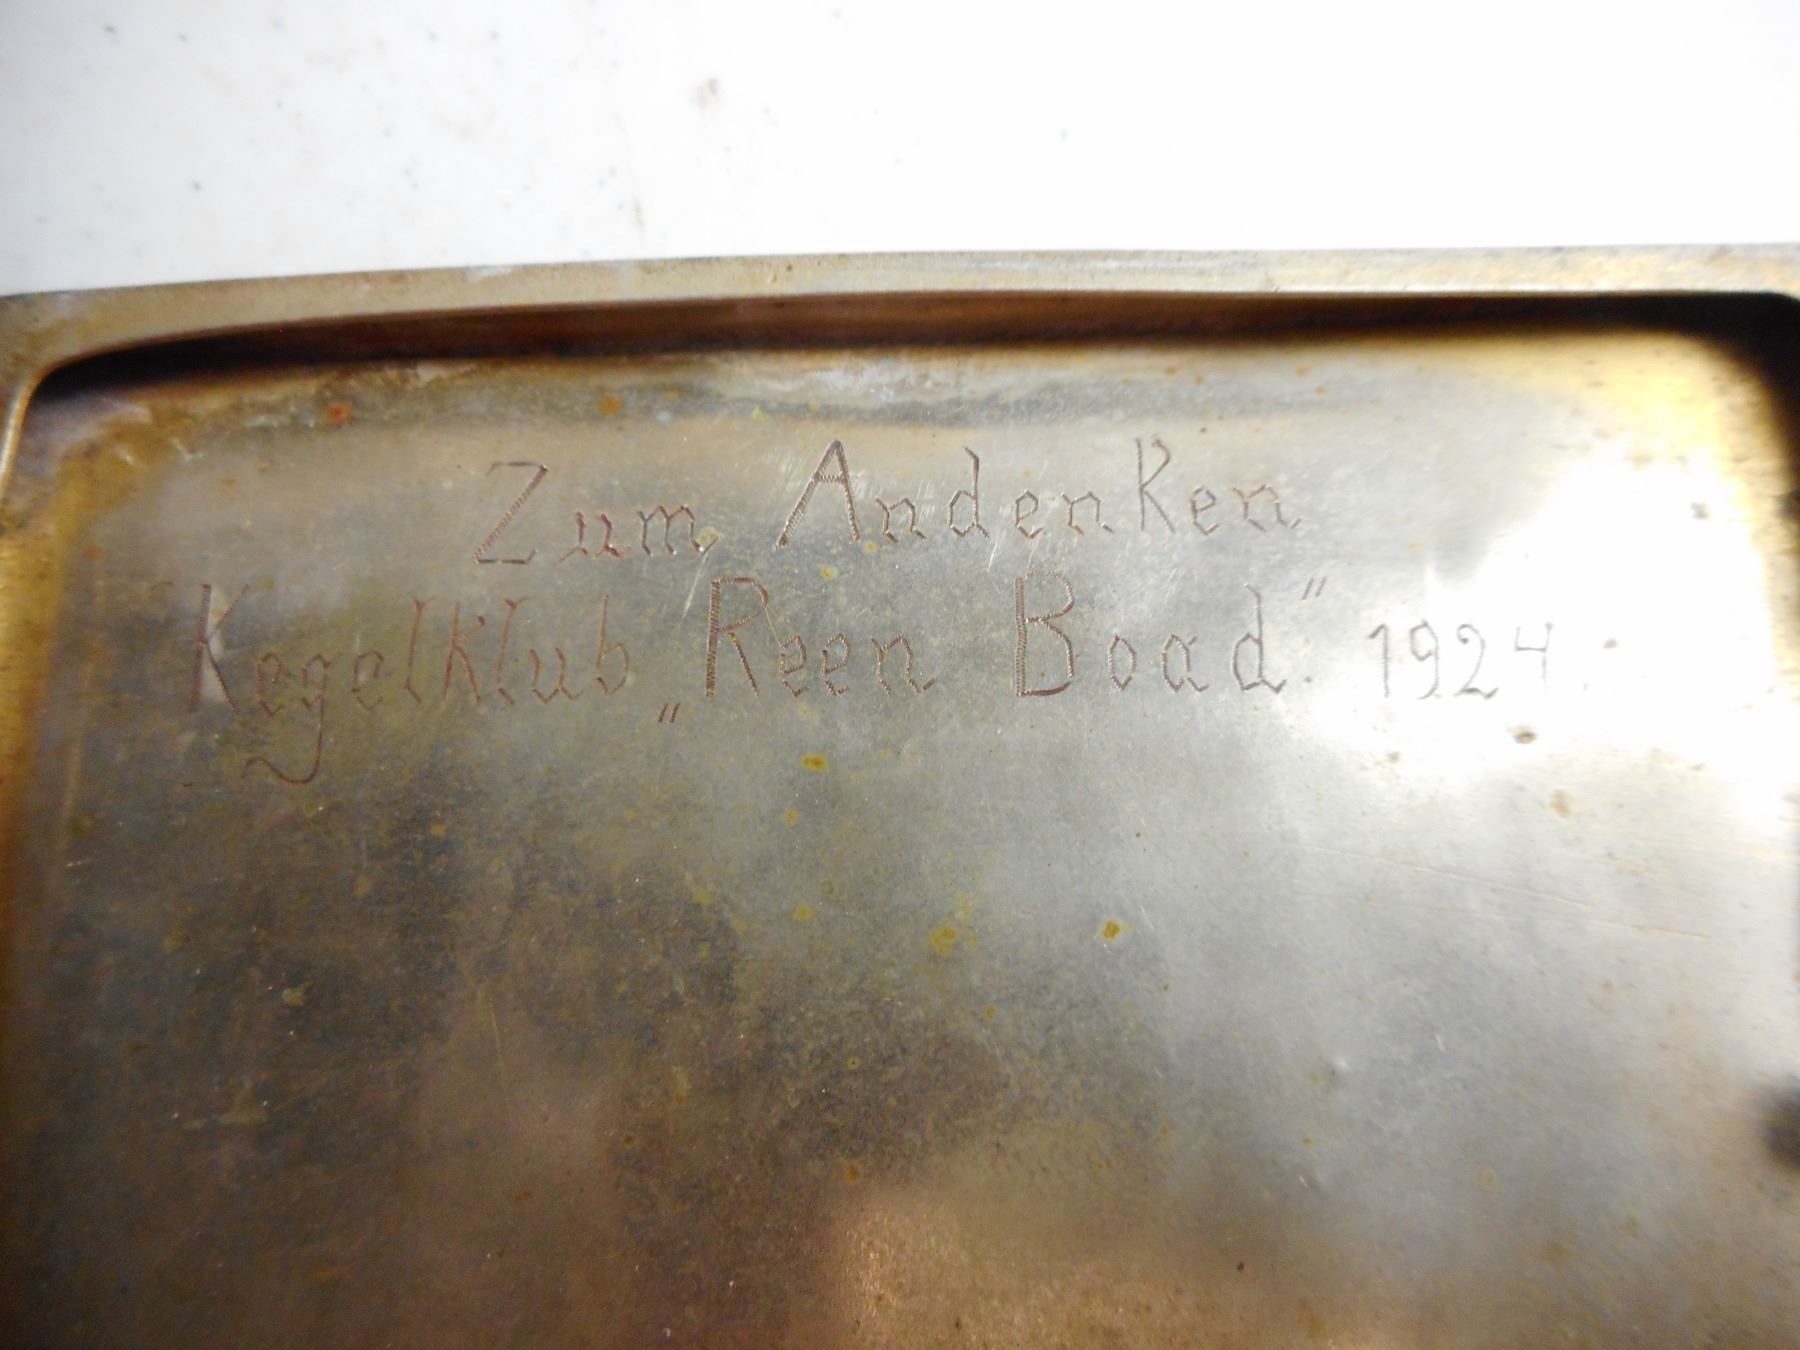 Zum Andenken
Kegelklub „Reen Boad" 1924.